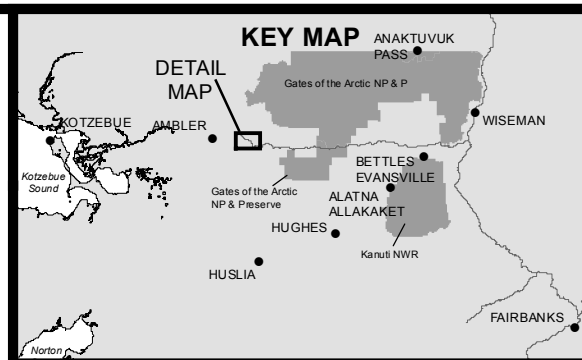 KEY MAP
ANAKTUVUK
PASS
DETAIL
MAP
Gates of the Arctic NP & P
KOTZEBUE
AMBLER
WISEMAN
Kotzebue
Sound
BETTLES
EVANSVILLE
Gates of the Arctic
NP & Preserve
ALATNA
ALLAKAKET
HUGHES
Kanuti NWR
HUSLIA
FAIRBANKS
Norton